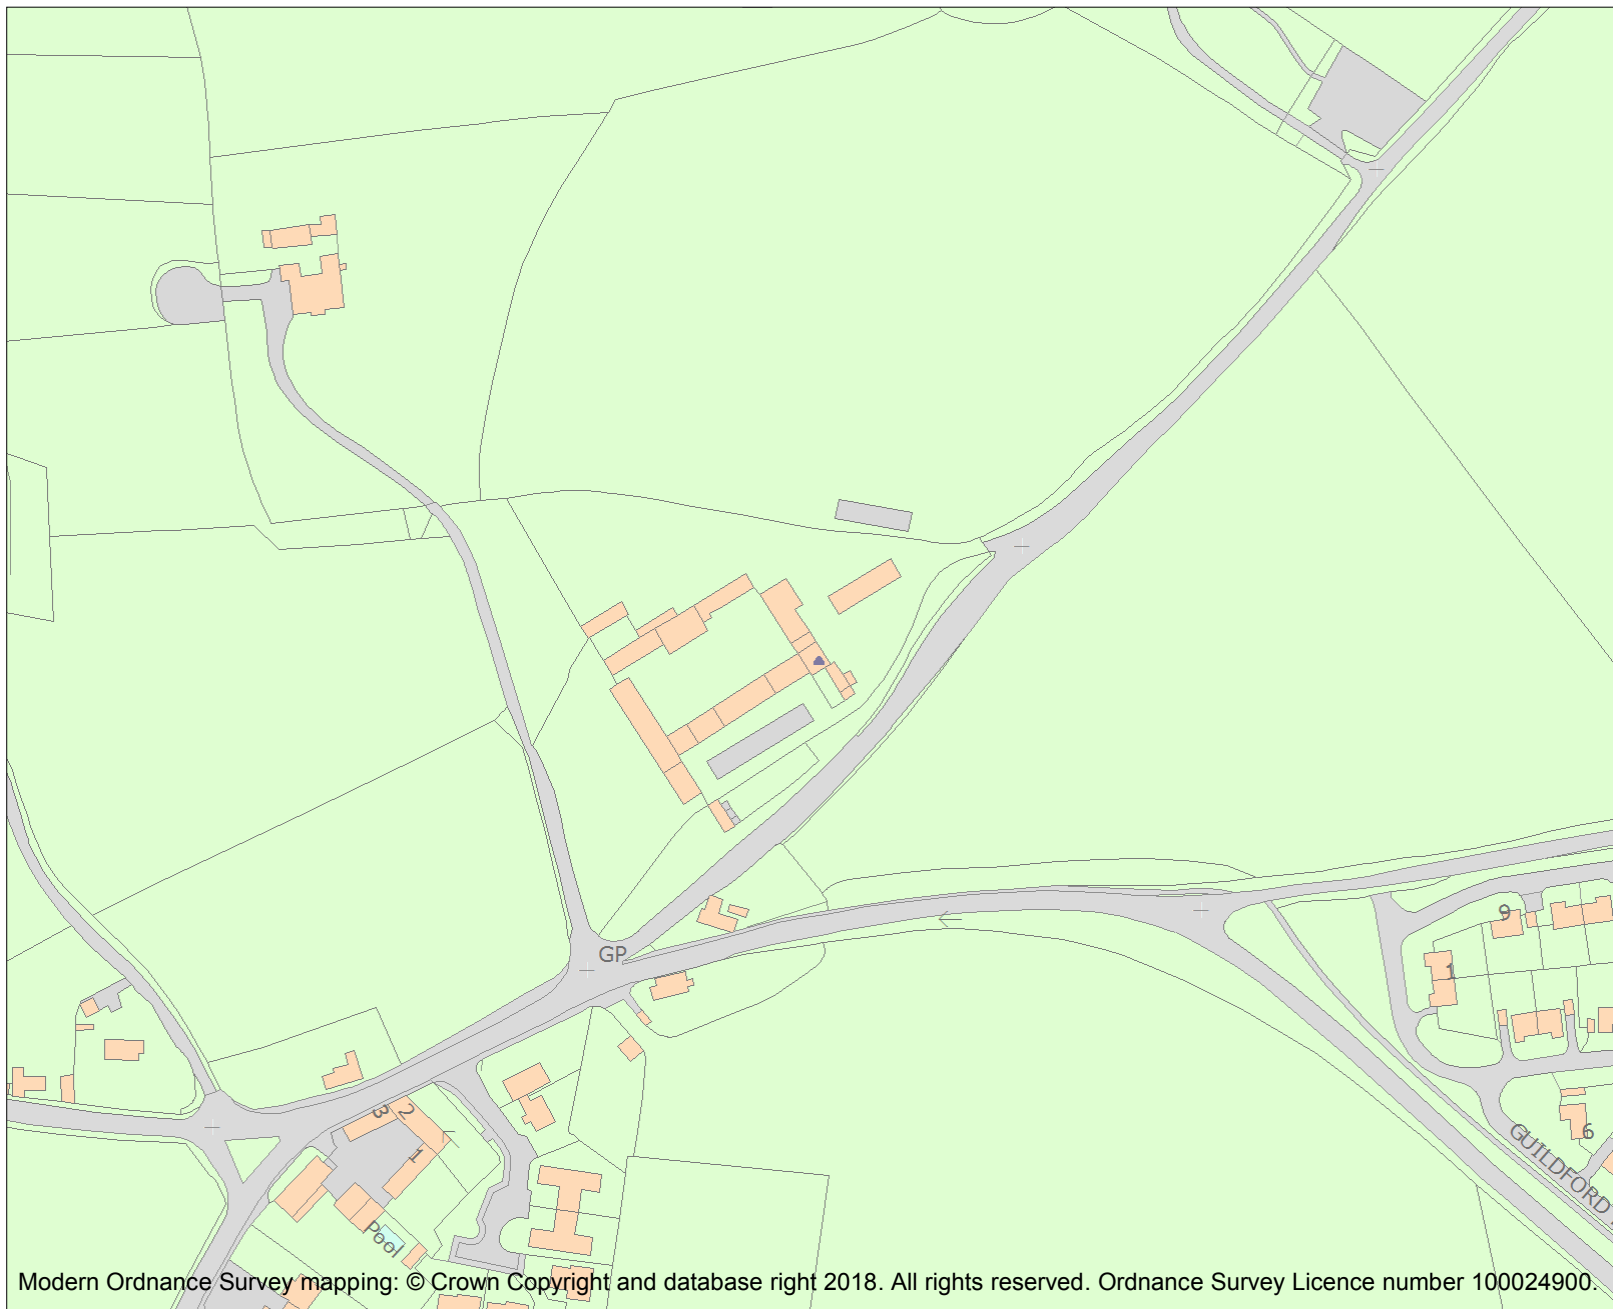 9
GP
1
3
2
6
1
GUILDFORD
Pool
Modern Ordnance Survey mapping: © Crown Copyright and database right 2018. All rights reserved. Ordnance Survey Licence number 100024900.